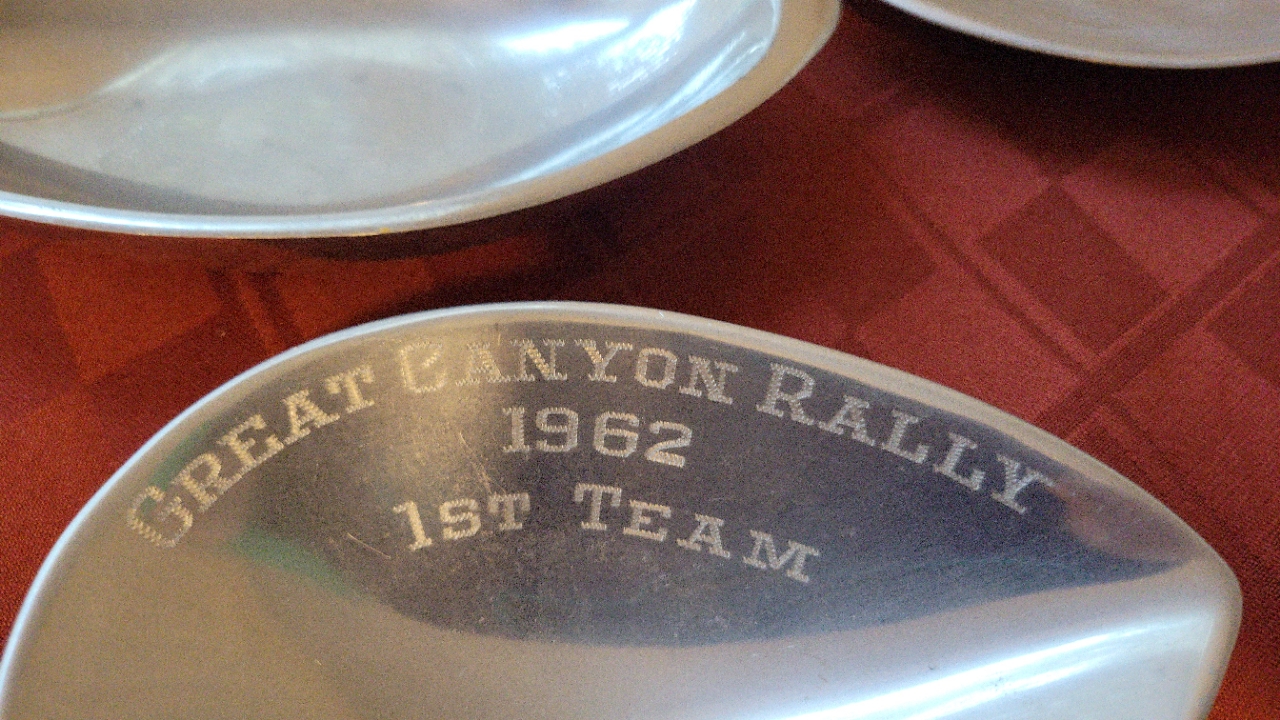 GREAT CANYON RALLY
1962
1ST TEAM